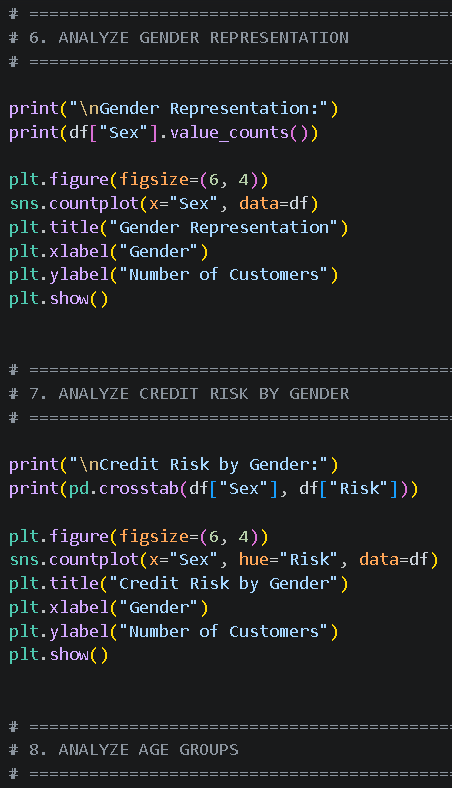 # ===========================================
# 6. ANALYZE GENDER REPRESENTATION
# ===========================================
print("\nGender Representation:")
print(df["Sex"].value_counts())
plt.figure(figsize=(6, 4))
sns.countplot(x="Sex", data=df)
plt.title("Gender Representation")
plt.xlabel("Gender")
plt.ylabel("Number of Customers")
plt.show()
# ===========================================
# 7. ANALYZE CREDIT RISK BY GENDER
# ===========================================
print("\nCredit Risk by Gender:")
print(pd.crosstab(df["Sex"], df["Risk"]))
plt.figure(figsize=(6, 4))
sns.countplot(x="Sex", hue="Risk", data=df)
plt.title("Credit Risk by Gender")
plt.xlabel("Gender")
plt.ylabel("Number of Customers")
plt.show()
# ===========================================
# 8. ANALYZE AGE GROUPS
# ===========================================